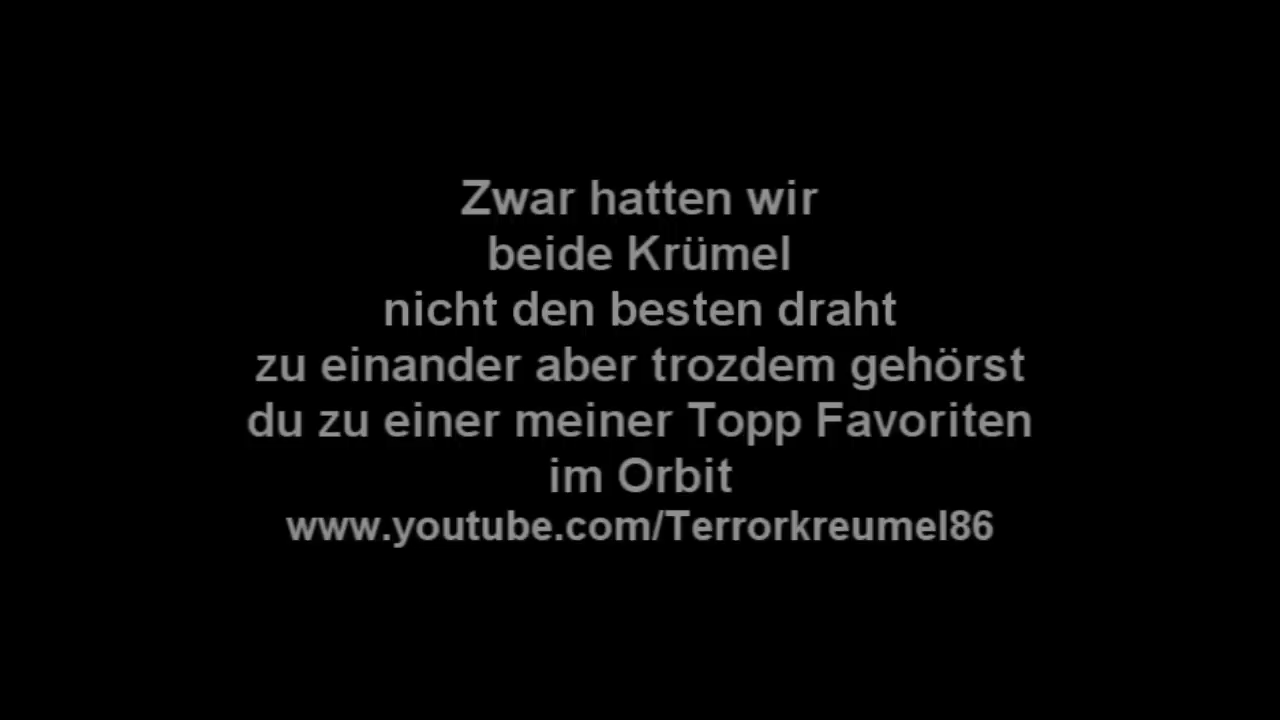 Zwar hatten wir
beide Krümel
nicht den besten draht
zu einander aber trozdem gehörst
du zu einer meiner Topp Favoriten
im Orbit
www.youtube.com/Terrorkreumel86